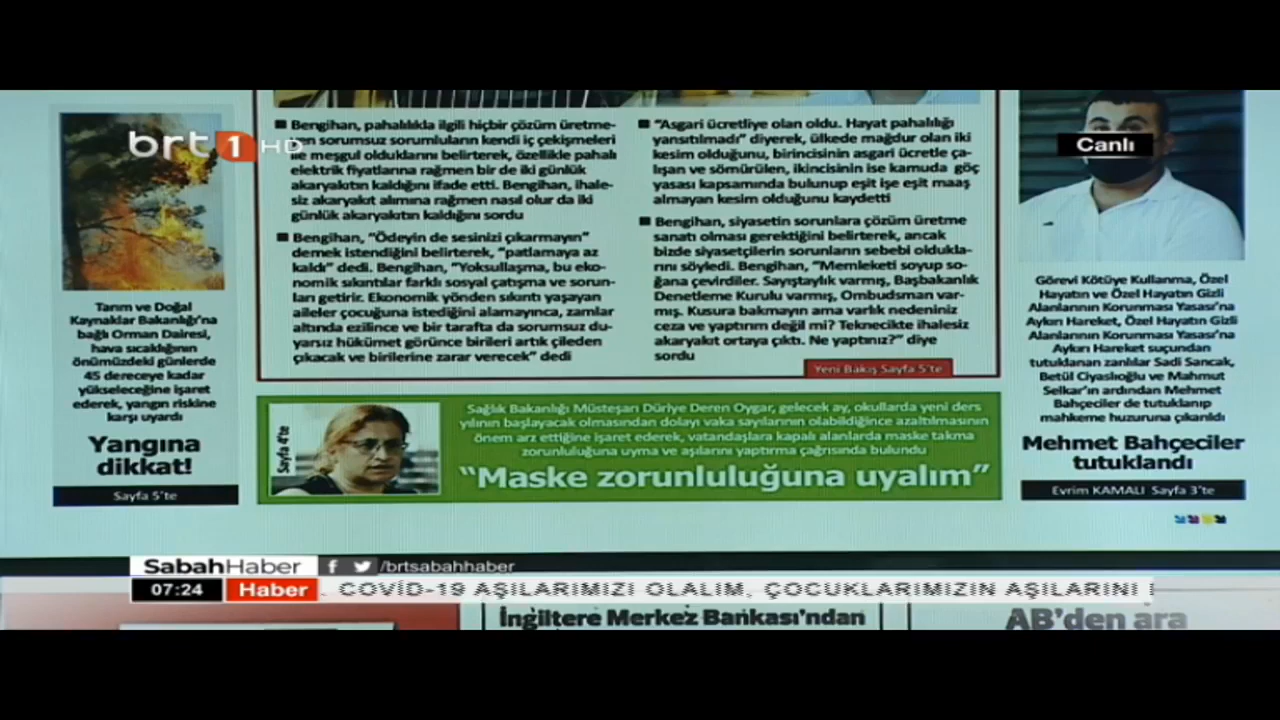 brt 1 HD
Canlı
Tarım ve Doğal
Kaynaklar Bakanlığı'na
bağlı Orman Dairesi,
hava sıcaklığının
önümüzdeki günlerde
45 dereceye kadar
yükseleceğine işaret
ederek, yangın riskine
karşı uyardı
Yangına
dikkat!
Sayfa 5'te
■ Bengihan, pahalılıkla ilgili hiçbir çözüm üretme-
en sorumsuz sorumluların kendi iç çekişmeleri
ile meşgul olduklarını belirterek, özellikle pahalı
elektrik fiyatlarına rağmen bir de iki günlük
akaryakıtın kaldığını ifade etti. Bengihan, ihale-
siz akaryakıt alımına rağmen nasıl olur da iki
günlük akaryakıtın kaldığını sordu
■ Bengihan, “Ödeyin de sesinizi çıkarmayın”
demek istendiğini belirterek, “patlamaya az
kaldı” dedi. Bengihan, “Yoksullaşma, bu eko-
nomik sıkıntılar farklı sosyal çatışma ve sorun-
ları getirir. Ekonomik yönden sıkıntı yaşayan
aileler çocuğuna istediğini alamayınca, zamlar
altında ezilince ve bir tarafta da sorumsuz du-
yarsız hükümet görünce birileri artık çileden
çıkacak ve birilerine zarar verecek” dedi
■ “Asgari ücretliye olan oldu. Hayat pahalılığı
yansıtılmadı” diyerek, ülkede mağdur olan iki
kesim olduğunu, birincisinin asgari ücretle ça-
lışan ve sömürülen, ikincisinin ise kamuda göç
yasası kapsamında bulunup eşit işe eşit maaş
almayan kesim olduğunu kaydetti
■ Bengihan, siyasetin sorunlara çözüm üretme
sanatı olması gerektiğini belirterek, ancak
bizde siyasetçilerin sorunların sebebi oldukla-
rını söyledi. Bengihan, “Memleketi soyup so-
ğana çevirdiler. Sayıştaylık varmış, Başbakanlık
Denetleme Kurulu varmış, Ombudsman var-
mış. Kusura bakmayın ama varlık nedeniniz
ceza ve yaptırım değil mi? Teknecikte ihalesiz
akaryakıt ortaya çıktı. Ne yaptınız?” diye
sordu
Yeni Bakış Sayfa 5'te
Sayfa 4'te
Sağlık Bakanlığı Müsteşarı Düriye Deren Oygar, gelecek ay, okullarda yeni ders
yılının başlayacak olmasından dolayı vaka sayılarının olabildiğince azaltılmasının
önem arz ettiğine işaret ederek, vatandaşlara kapalı alanlarda maske takma
zorunluluğuna uyma ve aşılarını yaptırma çağrısında bulundu
“Maske zorunluluğuna uyalım”
Görevi Kötüye Kullanma, Özel
Hayatın ve Özel Hayatın Gizli
Alanlarının Korunması Yasası'na
Aykırı Hareket, Özel Hayatın Gizli
Alanlarının Korunması Yasası'na
Aykırı Hareket suçundan
tutuklanan zanlılar Sadi Sancak,
Betül Ciyaslıoğlu ve Mahmut
Selkar'ın ardından Mehmet
Bahçeciler de tutuklanıp
mahkeme huzuruna çıkarıldı
Mehmet Bahçeciler
tutuklandı
Evrim KAMALI Sayfa 3'te
SabahHaber
/brtsabahhaber
07:24 Haber
. COVİD-19 AŞILARIMIZI OLALIM, ÇOCUKLARIMIZIN AŞILARINI
İngiltere Merkez Bankası'ndan
AB'den ara